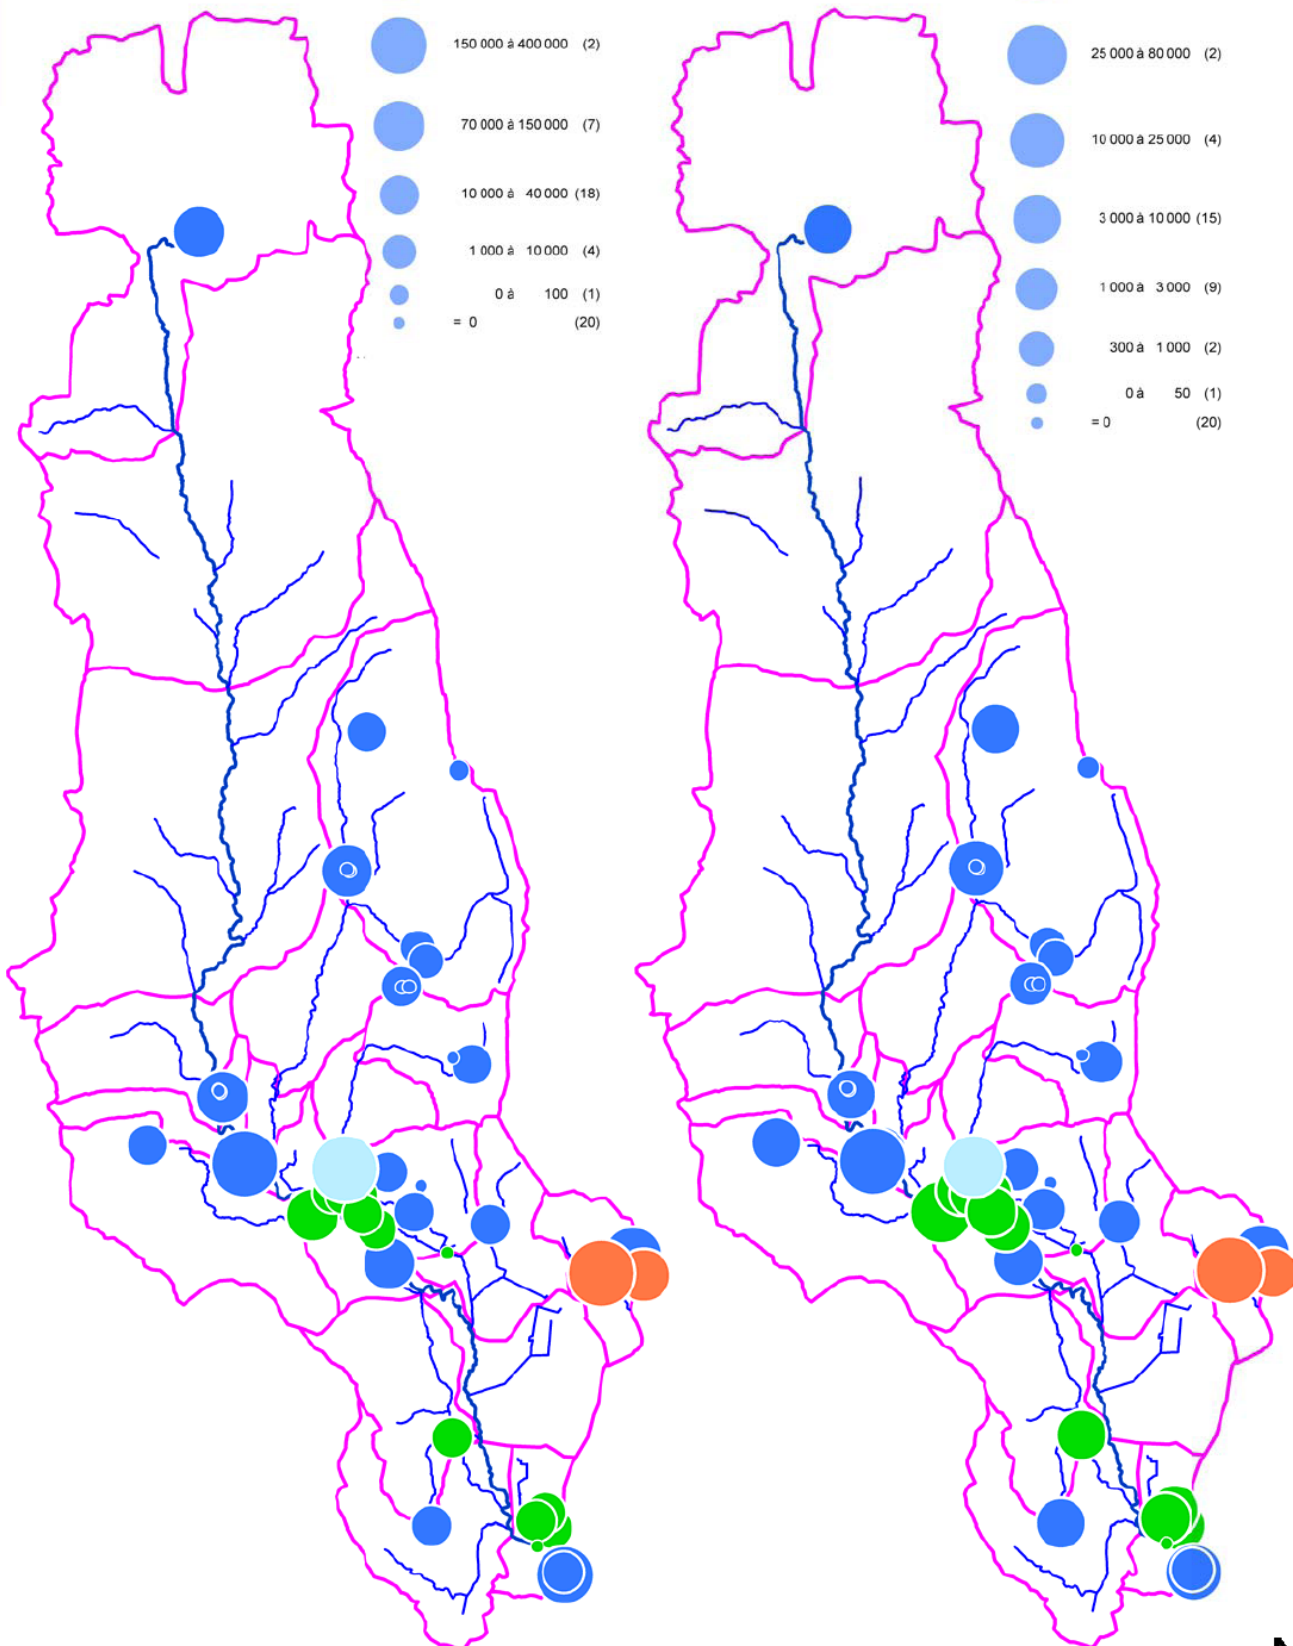 150 000 à 400 000 (2)
70 000 à 150 000 (7)
10 000 à 40 000 (18)
1 000 à 10 000 (4)
0 à 100 (1)
= 0 (20)
25 000 à 80 000 (2)
10 000 à 25 000 (4)
3 000 à 10 000 (15)
1 000 à 3 000 (9)
300 à 1 000 (2)
0 à 50 (1)
= 0 (20)